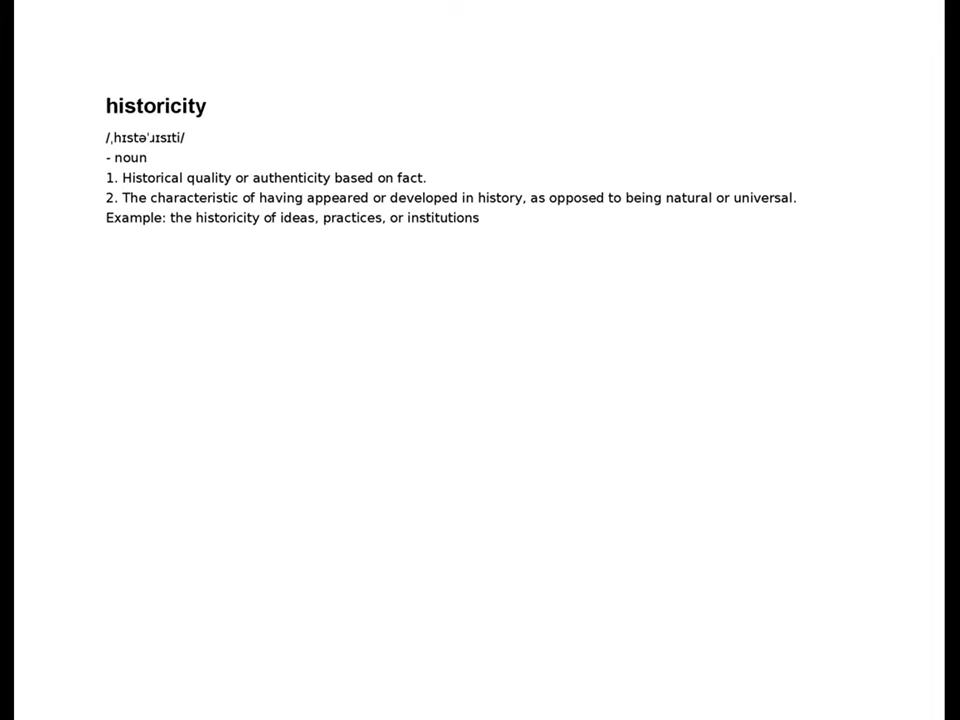 historicity
/ˌhɪstəˈɹɪsɪti/
- noun
1. Historical quality or authenticity based on fact.
2. The characteristic of having appeared or developed in history, as opposed to being natural or universal.
Example: the historicity of ideas, practices, or institutions